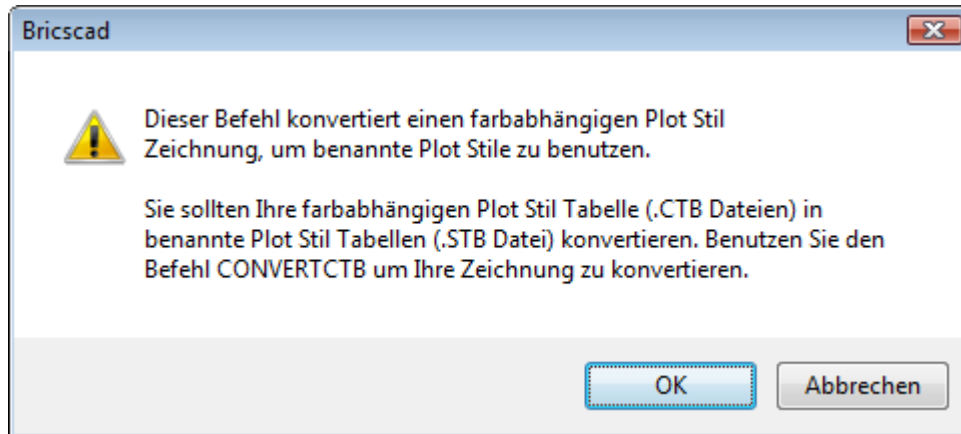 Bricscad
Dieser Befehl konvertiert einen farbabhängigen Plot Stil
Zeichnung, um benannte Plot Stile zu benutzen.
Sie sollten Ihre farbabhängigen Plot Stil Tabelle (.CTB Dateien) in
benannte Plot Stil Tabellen (.STB Datei) konvertieren. Benutzen Sie den
Befehl CONVERTCTB um Ihre Zeichnung zu konvertieren.
OK
Abbrechen